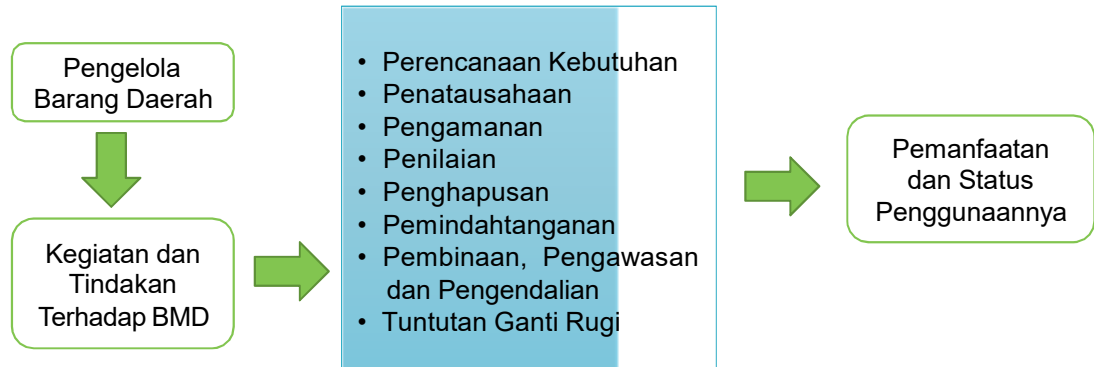 Pengelola
Barang Daerah
Kegiatan dan
Tindakan
Terhadap BMD
• Perencanaan Kebutuhan
• Penatausahaan
• Pengamanan
• Penilaian
• Penghapusan
• Pemindahtanganan
• Pembinaan, Pengawasan
dan Pengendalian
• Tuntutan Ganti Rugi
Pemanfaatan
dan Status
Penggunaannya